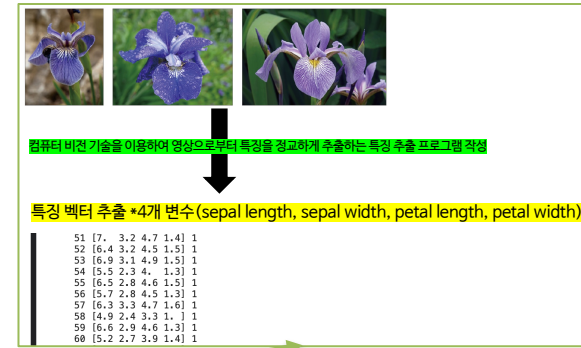 컴퓨터 비전 기술을 이용하여 영상으로부터 특징을 정교하게 추출하는 특징 추출 프로그램 작성
특징 벡터 추출 *4개 변수(sepal length, sepal width, petal length, petal width)
51 [7.  3.2 4.7 1.4] 1
52 [6.4 3.2 4.5 1.5] 1
53 [6.9 3.1 4.9 1.5] 1
54 [5.5 2.3 4.  1.3] 1
55 [6.5 2.8 4.6 1.5] 1
56 [5.7 2.8 4.5 1.3] 1
57 [6.3 3.3 4.7 1.6] 1
58 [4.9 2.4 3.3 1. ] 1
59 [6.6 2.9 4.6 1.3] 1
60 [5.2 2.7 3.9 1.4] 1